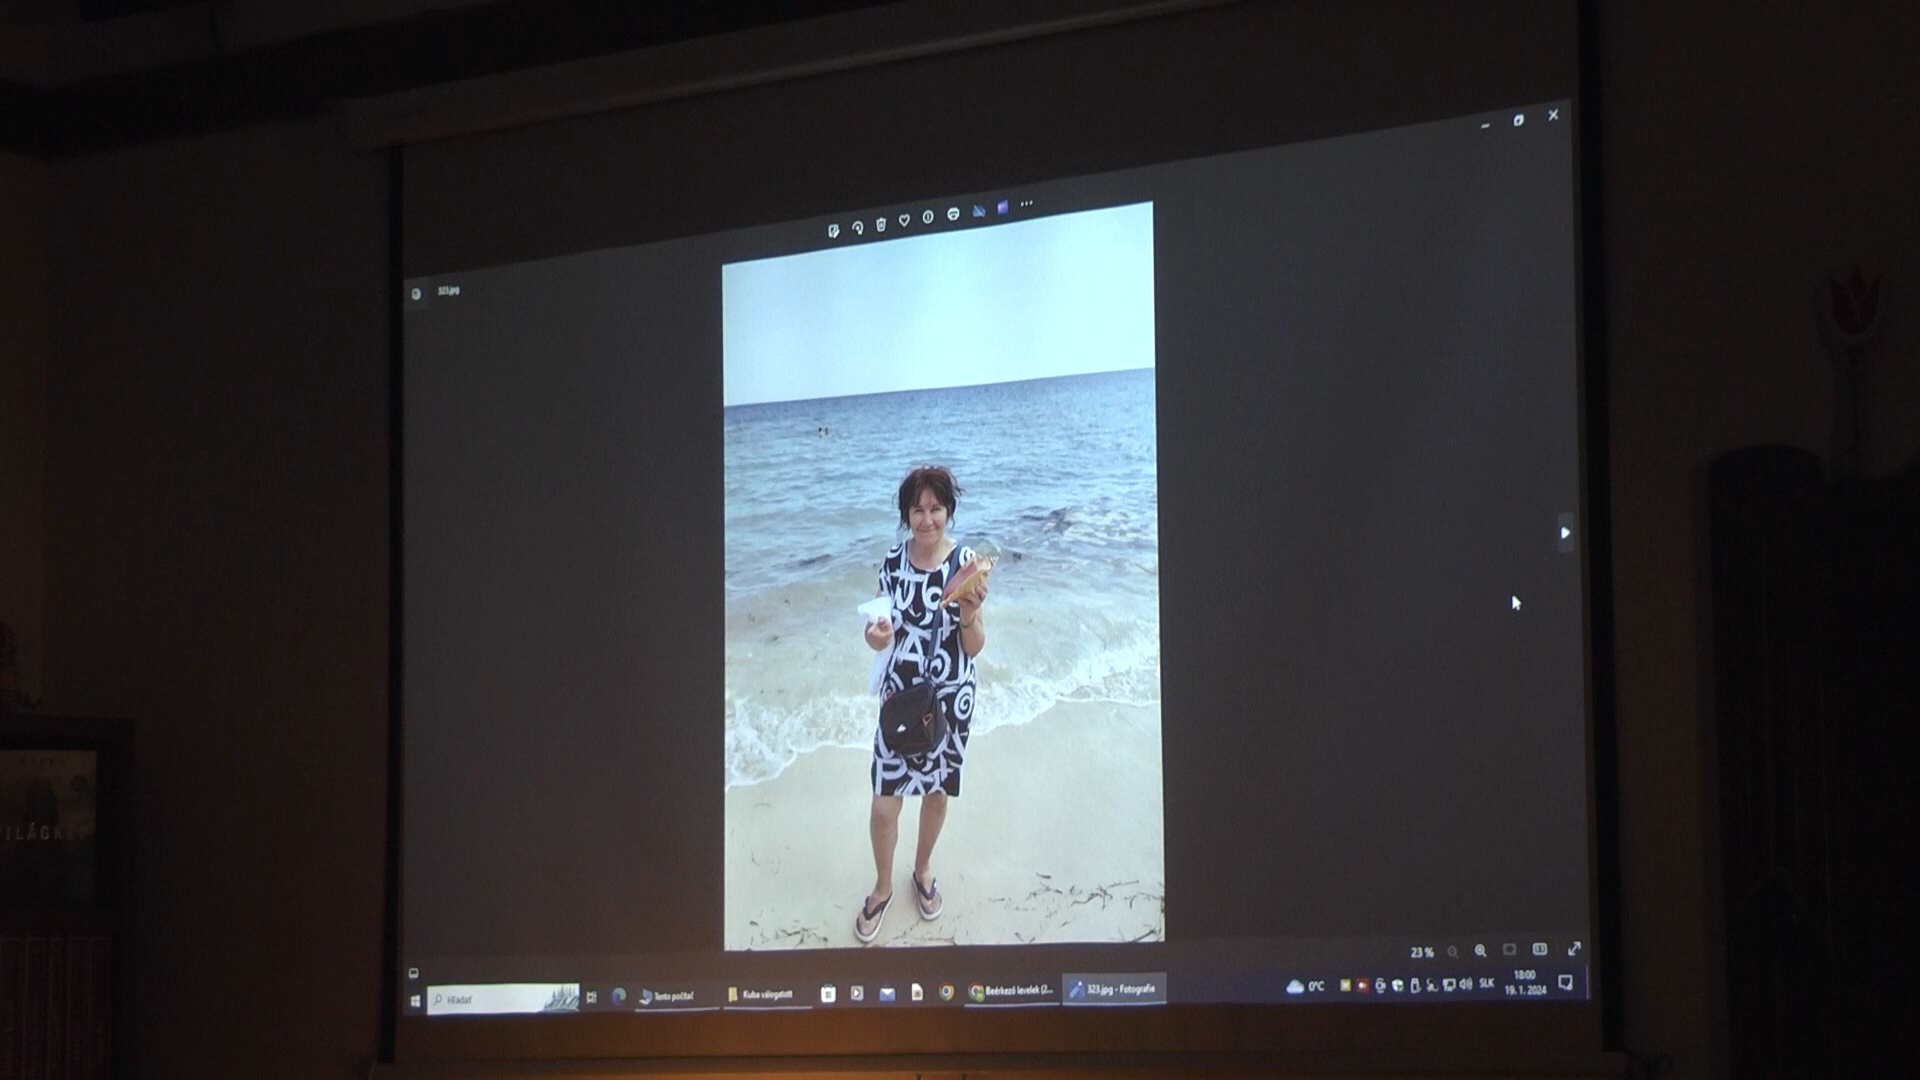 323.jpg
23 %
Hľadať
Tento počítač
Kuba válogatott
Beérkező levelek (2...
323.jpg - Fotografie
0°C
SLK
18:00
19. 1. 2024